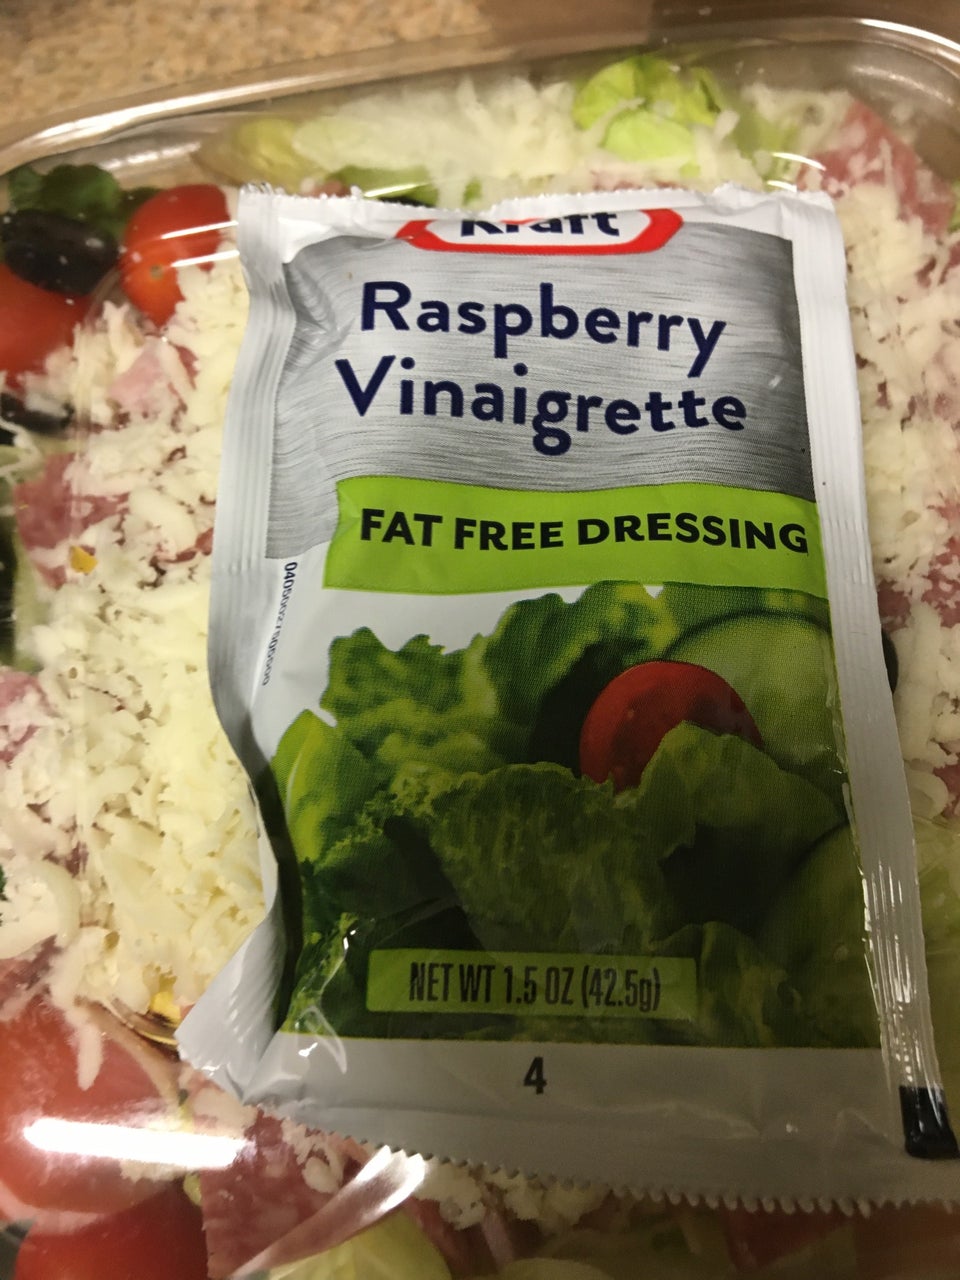 Kraft
Raspberry
Vinaigrette
FAT FREE DRESSING
NET WT 1.5 OZ (42.5g)
4